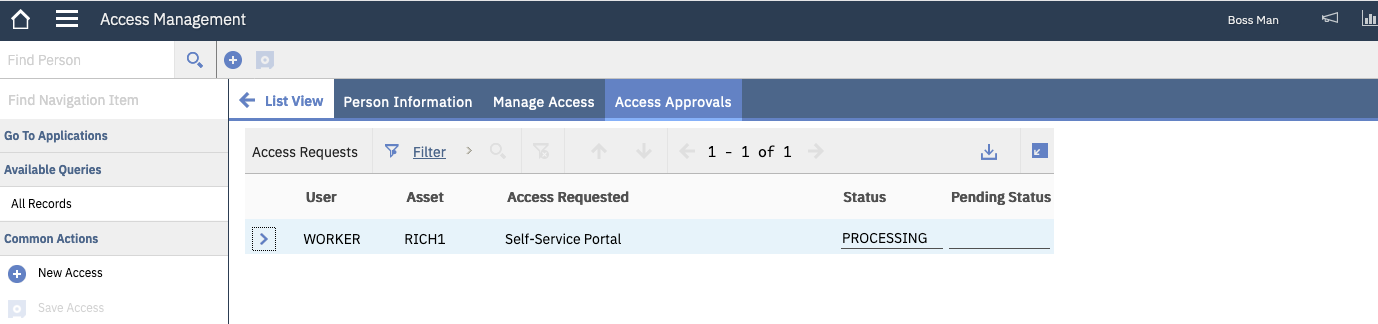 Access Management
Boss Man
Find Person
Find Navigation Item
Go To Applications
Available Queries
All Records
Common Actions
New Access
Save Access
List View
Person Information
Manage Access
Access Approvals
Access Requests
Filter
1 - 1 of 1
User Asset Access Requested Status Pending Status
WORKER RICH1 Self-Service Portal PROCESSING